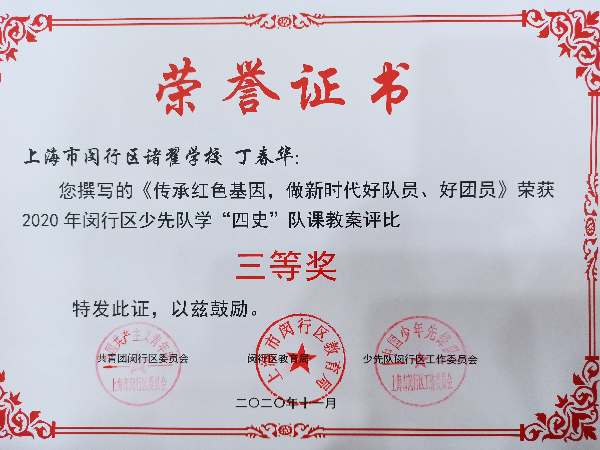 荣誉证书
上海市闵行区诸翟学校 丁春华：
您撰写的《传承红色基因，做新时代好队员、好团员》荣获
2020年闵行区少先队学“四史”队课教案评比
三等奖
特发此证，以兹鼓励。
共青团闵行区委员会 闵行区教育局 少先队闵行区工作委员会
上海市闵行区教育局
二〇二〇年十一月